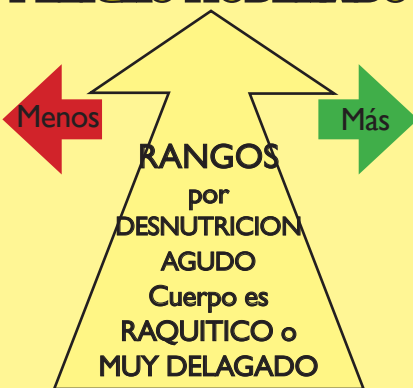 Menos
Más
RANGOS
por
DESNUTRICION
AGUDO
Cuerpo es
RAQUITICO o
MUY DELAGADO